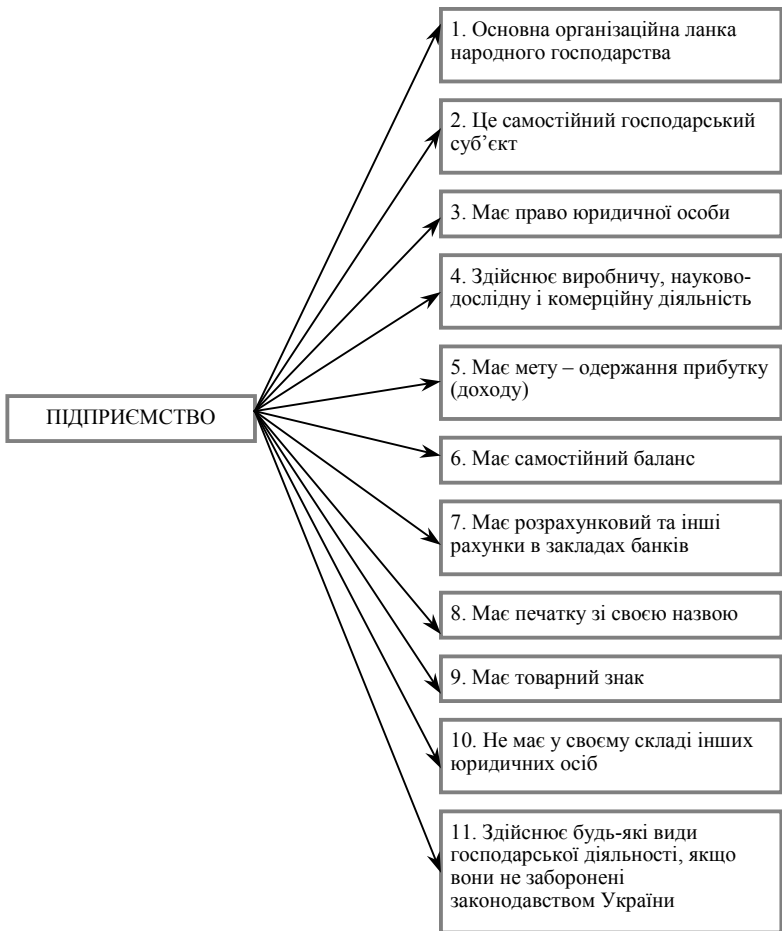 1. Основна організаційна ланка
народного господарства
2. Це самостійний господарський
суб’єкт
3. Має право юридичної особи
4. Здійснює виробничу, науково-
дослідну і комерційну діяльність
5. Має мету – одержання прибутку
(доходу)
ПІДПРИЄМСТВО
6. Має самостійний баланс
7. Має розрахунковий та інші
рахунки в закладах банків
8. Має печатку зі своєю назвою
9. Має товарний знак
10. Не має у своєму складі інших
юридичних осіб
11. Здійснює будь-які види
господарської діяльності, якщо
вони не заборонені
законодавством України